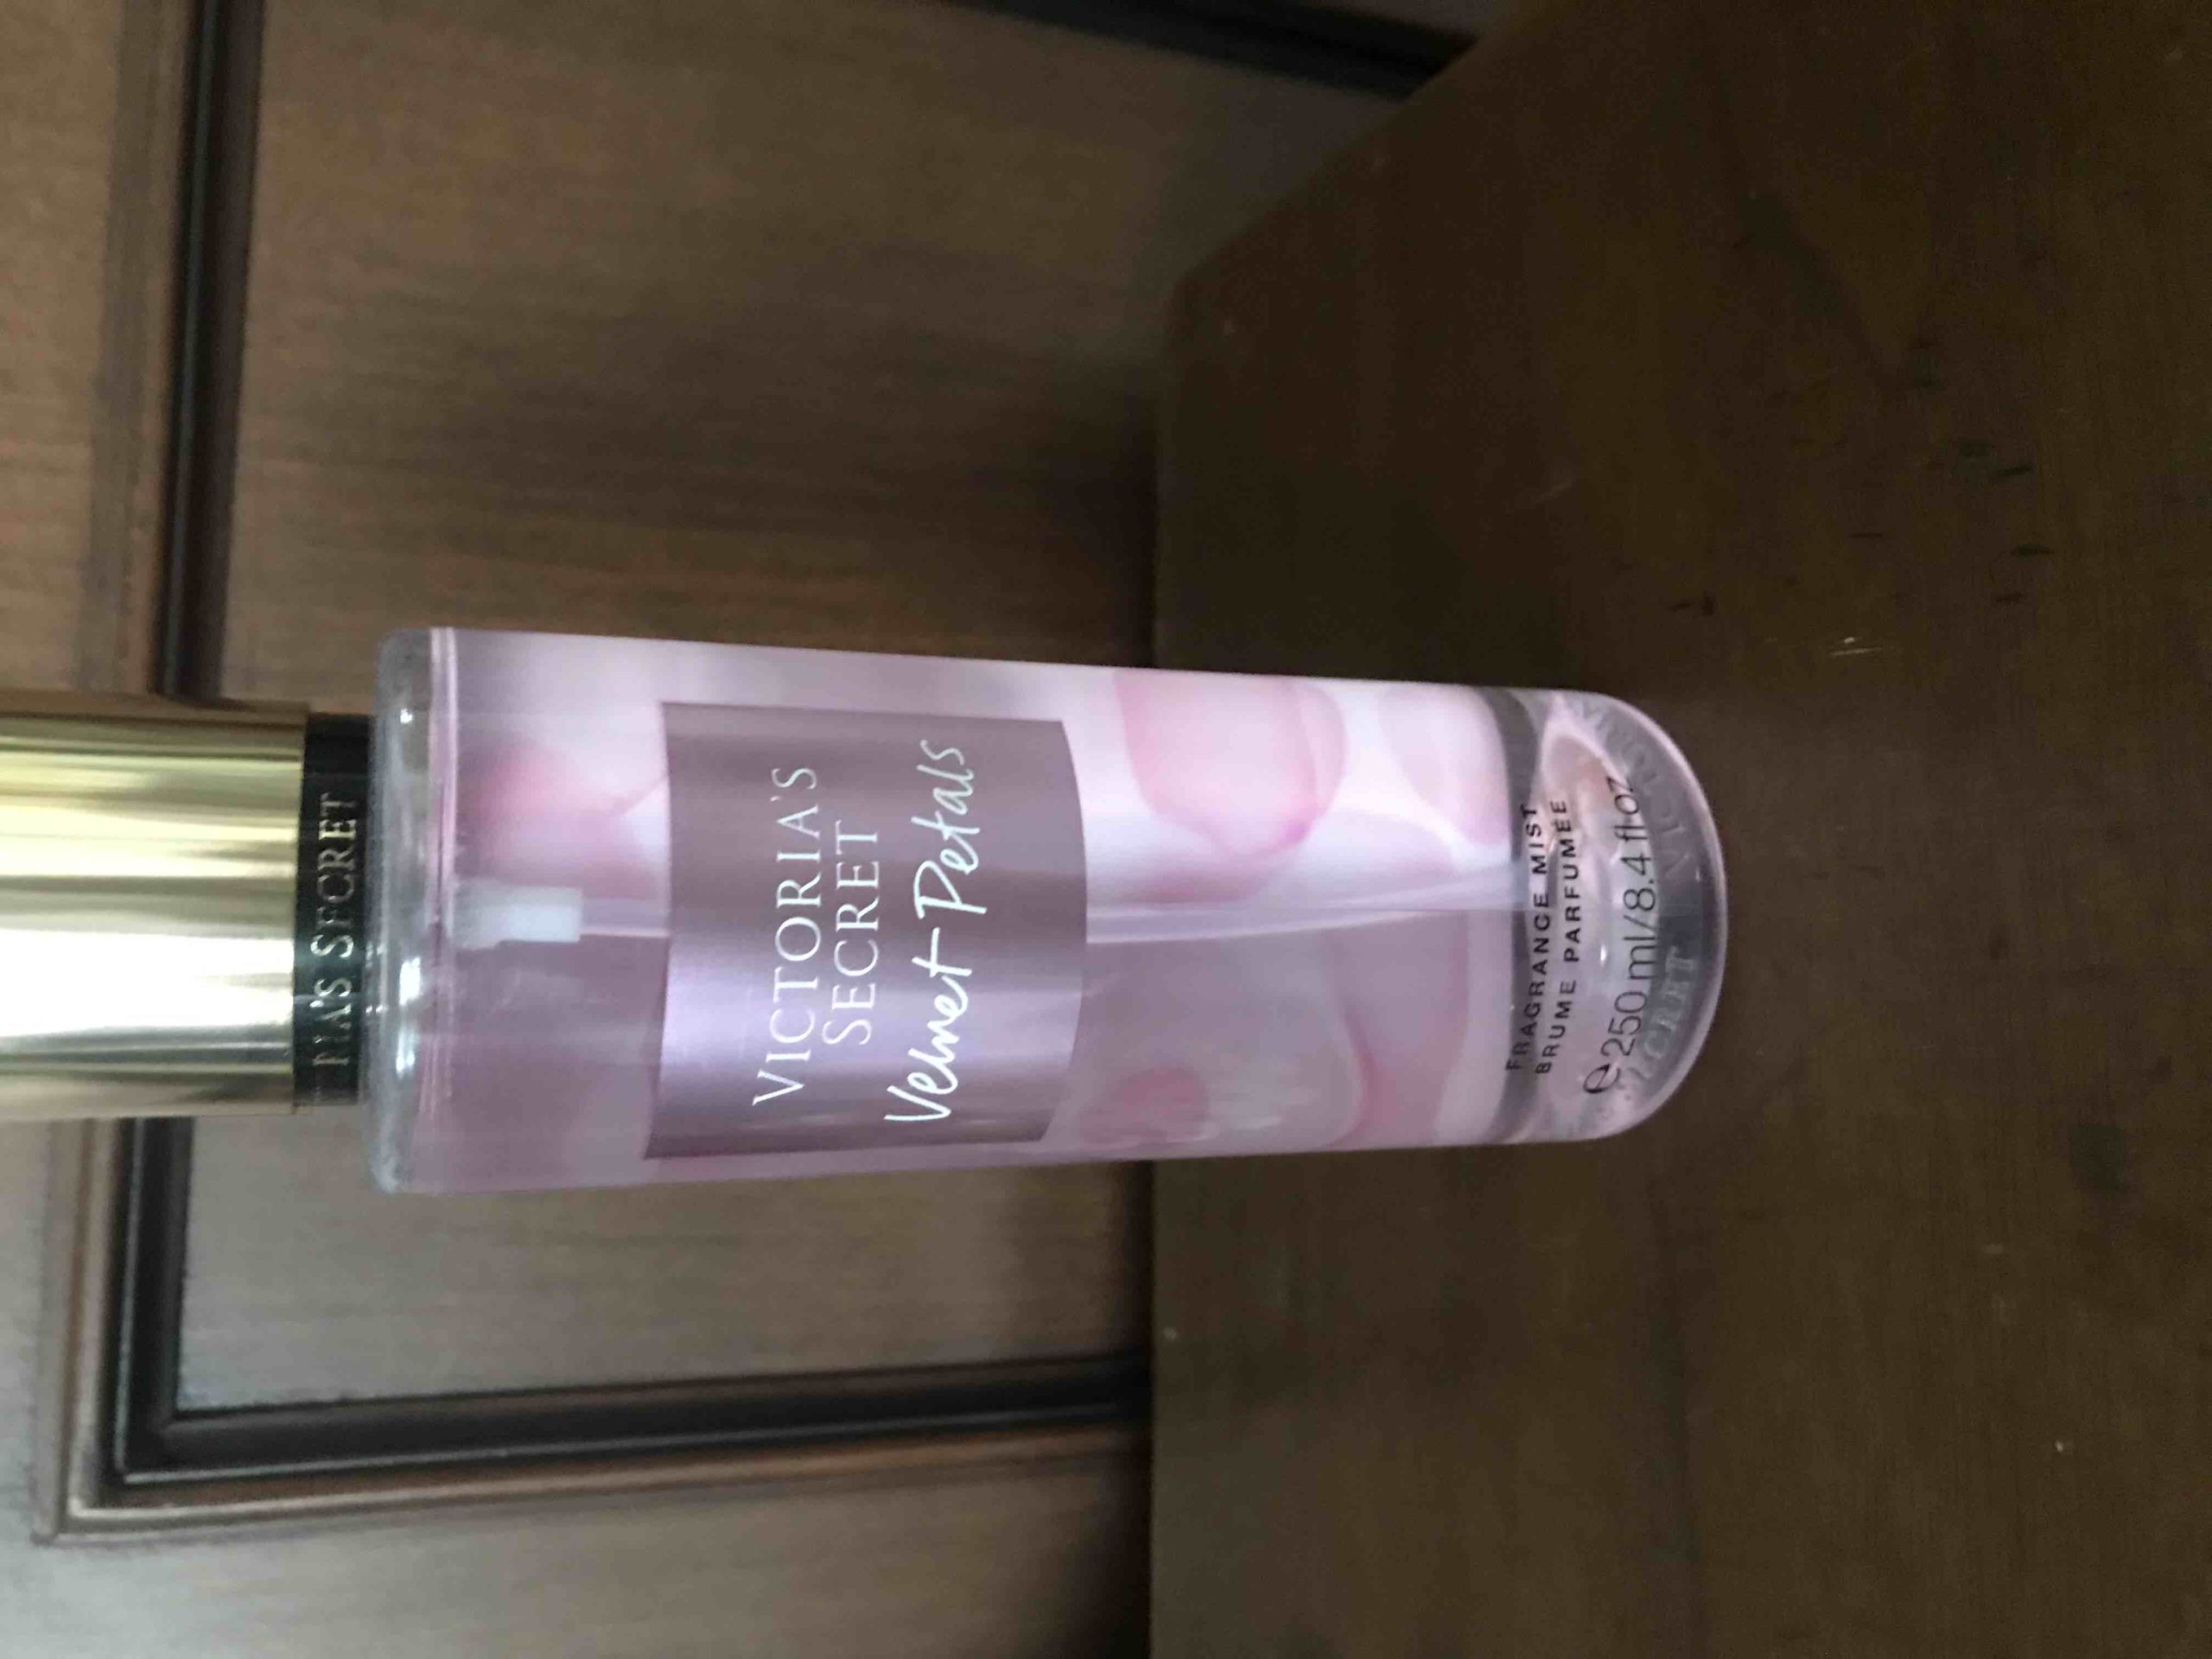 VICTORIA'S
SECRET
Velvet Petals
FRAGRANCE MIST
BRUME PARFUMÉE
℮250 ml/8.4 fl oz